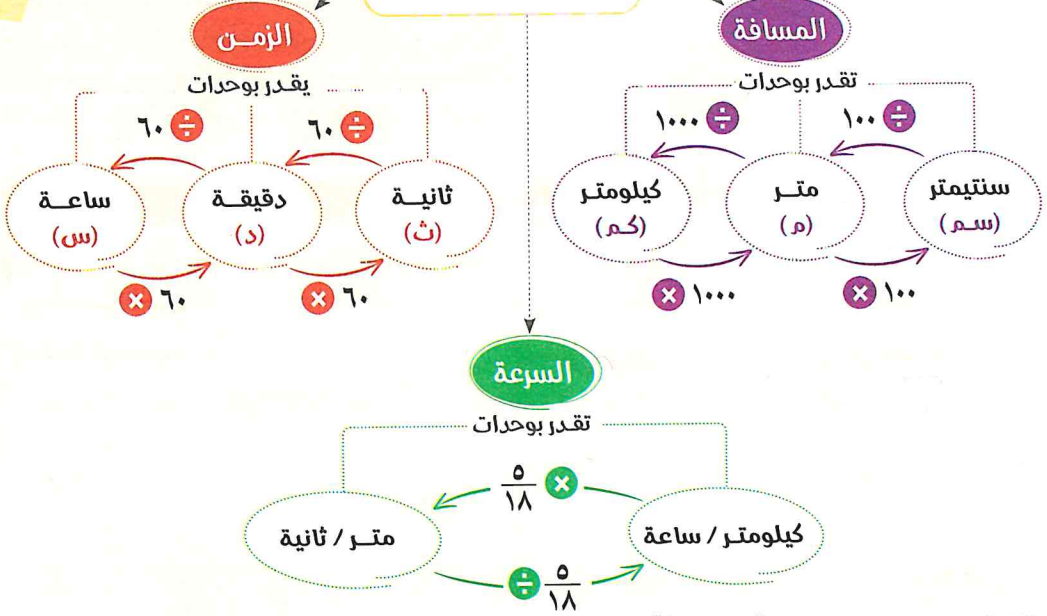 المسافة
تقدر بوحدات
÷ ١٠٠
÷ ١٠٠٠
سنتيمتر
(سم)
متر
(م)
كيلومتر
(كم)
× ١٠٠
× ١٠٠٠
الزمن
يقدر بوحدات
÷ ٦٠
÷ ٦٠
ثانية
(ث)
دقيقة
(د)
ساعة
(س)
× ٦٠
× ٦٠
السرعة
تقدر بوحدات
× ٥/١٨
كيلومتر / ساعة
متر / ثانية
÷ ٥/١٨